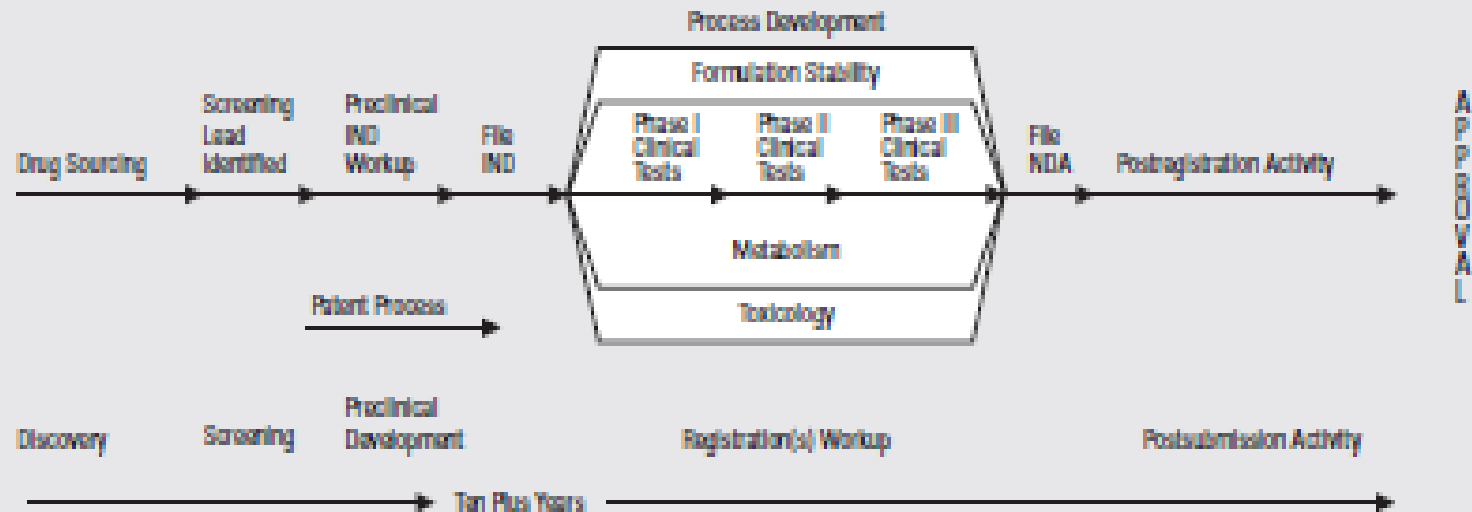 Process Development
Formulation Stability
Screening
Lead
Identified
Preclinical
IND
Workup
File
IND
Drug Sourcing
Phase I
Clinical
Tests
Phase II
Clinical
Tests
Phase III
Clinical
Tests
File
NDA
Postregistration Activity
APPROVAL
Metabolism
Patent Process
Toxicology
Discovery
Screening
Preclinical
Development
Registration(s) Workup
Postsubmission Activity
Ten Plus Years